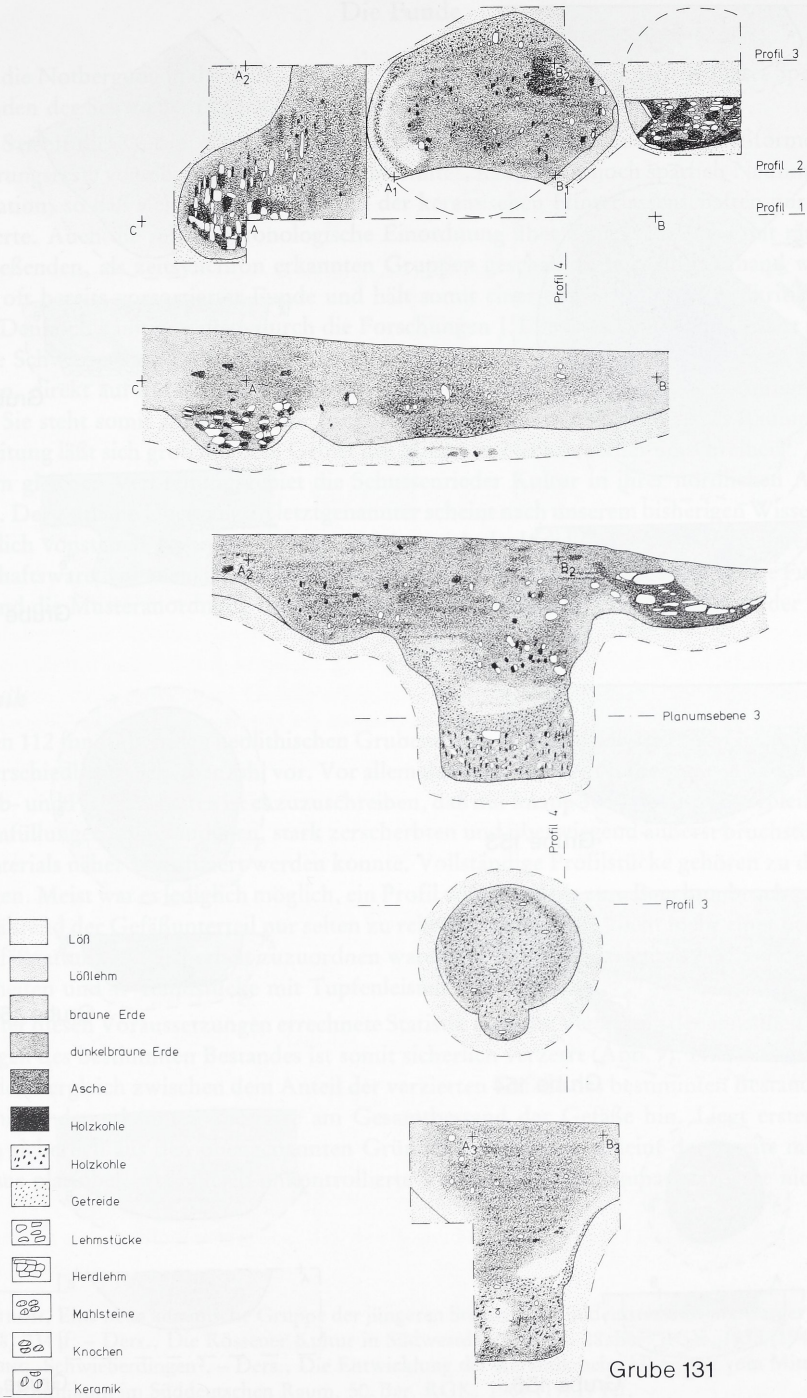 A2
B2
Profil 3
A1
B1
Profil 2
Profil 1
C
A
B
Profil 4
C
A
B
A2
B2
Planumsebene 3
Profil 4
Profil 3
A3
B3
Löß
Lößlehm
braune Erde
dunkelbraune Erde
Asche
Holzkohle
Holzkohle
Getreide
Lehmstücke
Herdlehm
Mahlsteine
Knochen
Keramik
Grube 131